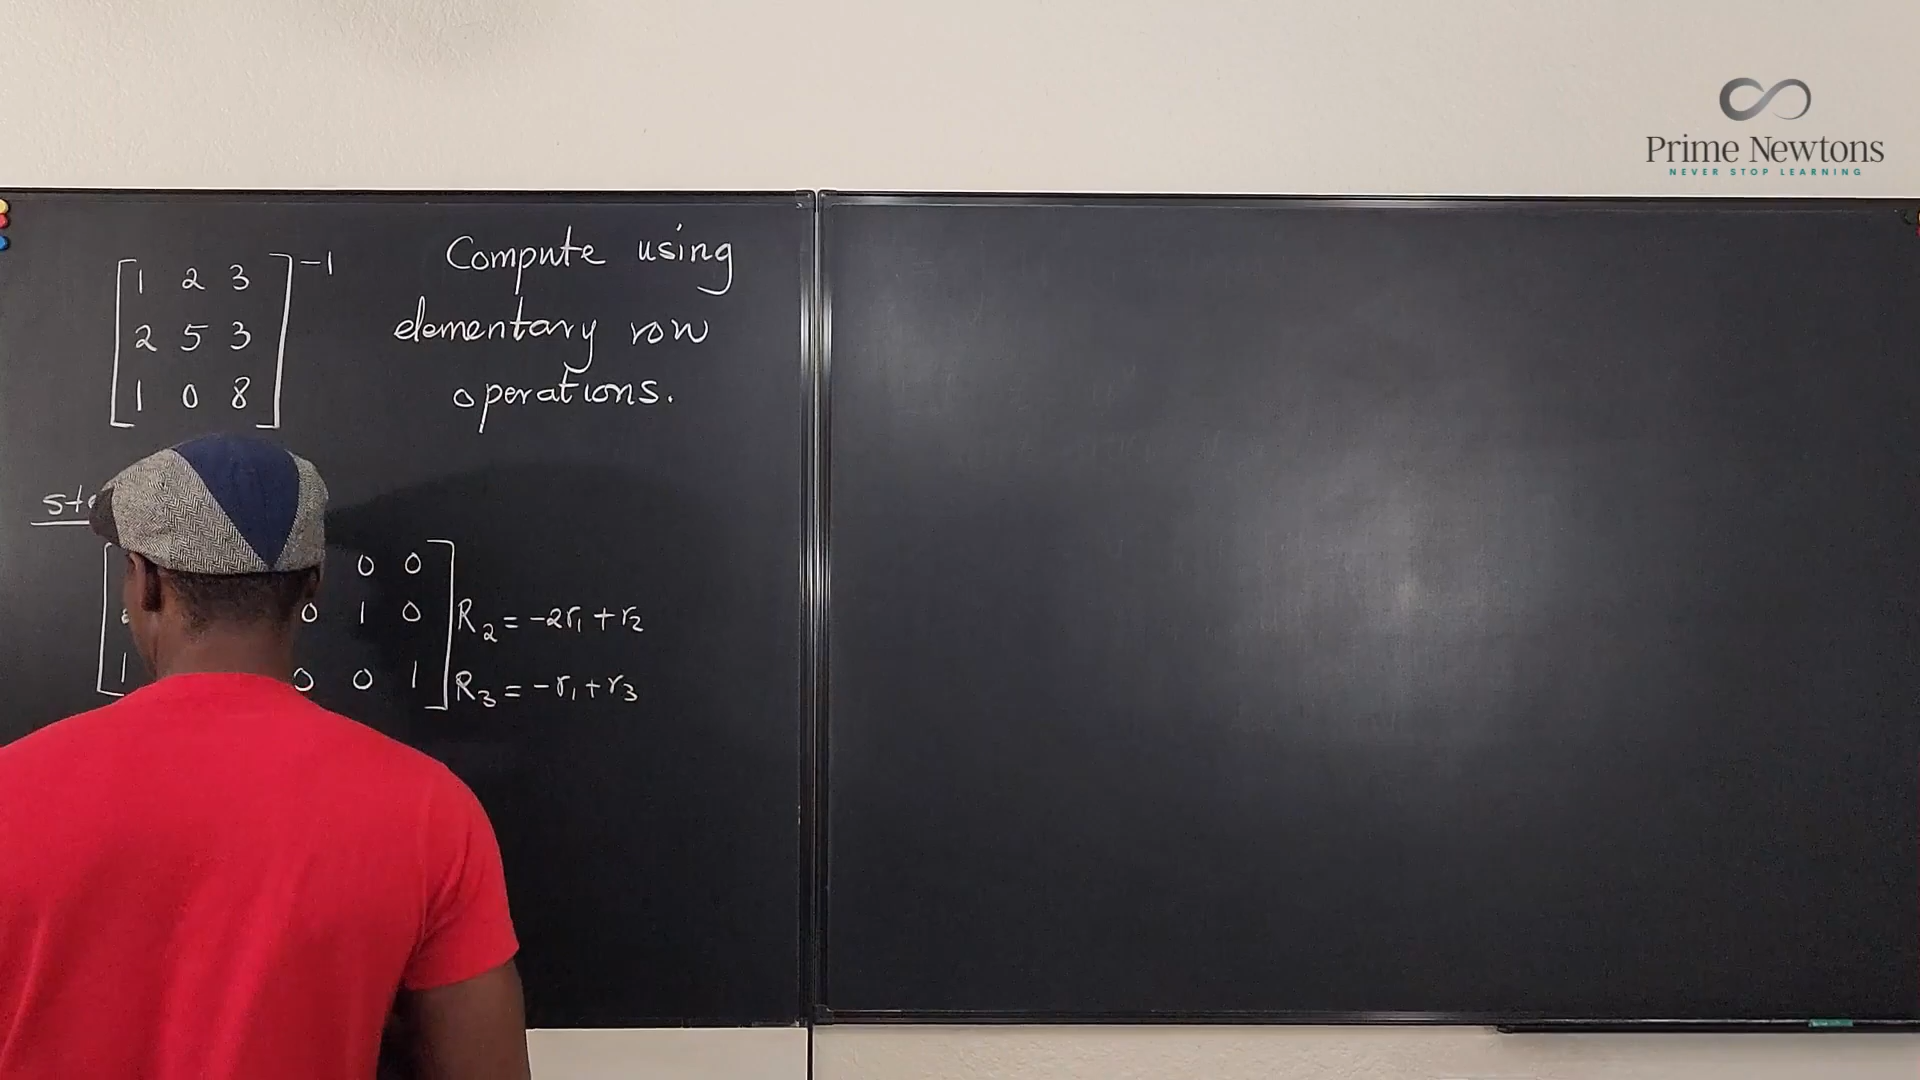 Prime Newtons
NEVER STOP LEARNING
[1 2 3
2 5 3
1 0 8]⁻¹
Compute using
elementary row
operations.
0 0
0 1 0 R₂ = -2r₁ + r₂
1 0 0 1 R₃ = -r₁ + r₃